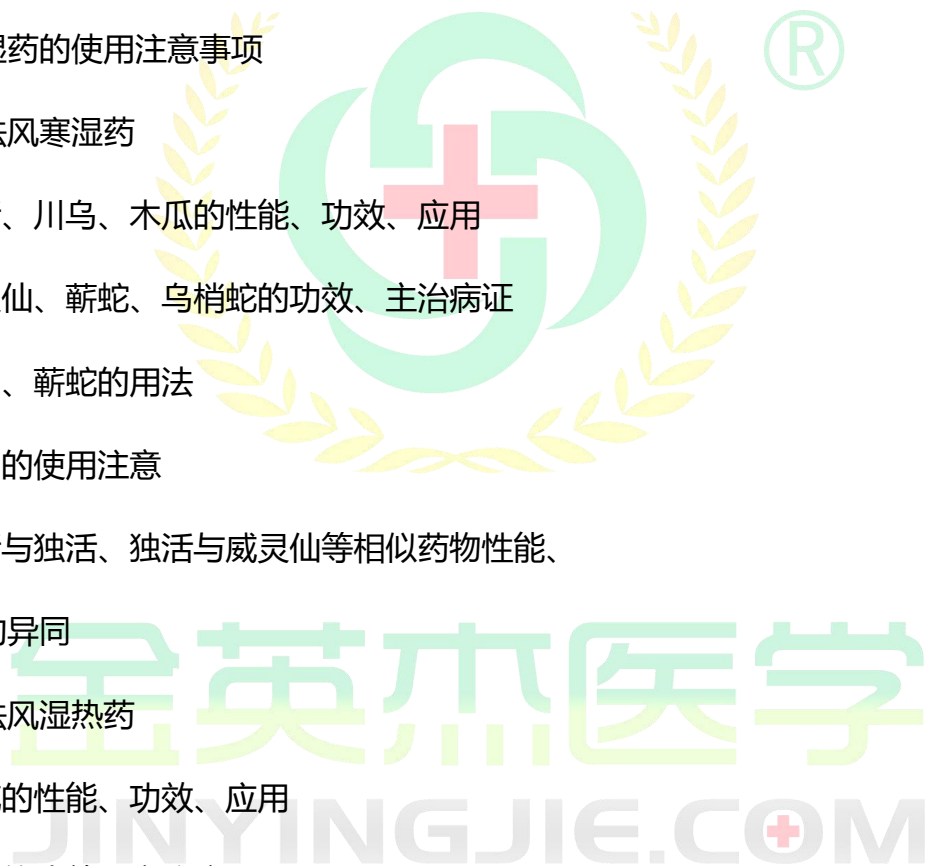 湿药的使用注意事项
®
祛风寒湿药
、川乌、木瓜的性能、功效、应用
仙、蕲蛇、乌梢蛇的功效、主治病证
、蕲蛇的用法
的使用注意
与独活、独活与威灵仙等相似药物性能、
的异同
金英杰医学
祛风湿热药
的性能、功效、应用
JINYINGJIE.COM